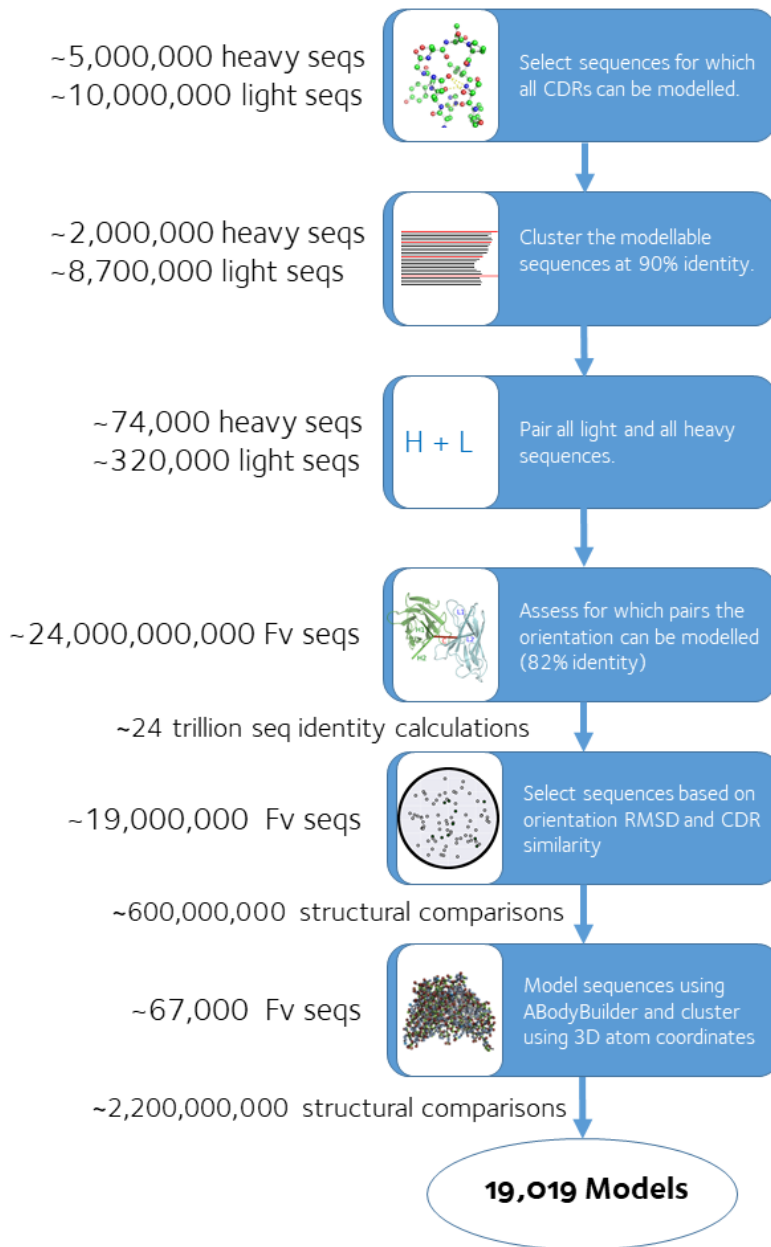 ~5,000,000 heavy seqs
~10,000,000 light seqs
Select sequences for which
all CDRs can be modelled.
~2,000,000 heavy seqs
~8,700,000 light seqs
Cluster the modellable
sequences at 90% identity.
~74,000 heavy seqs
~320,000 light seqs
H + L
Pair all light and all heavy
sequences.
~24,000,000,000 Fv seqs
L1
L2
H2
Assess for which pairs the
orientation can be modelled
(82% identity)
~24 trillion seq identity calculations
~19,000,000 Fv seqs
Select sequences based on
orientation RMSD and CDR
similarity
~600,000,000 structural comparisons
~67,000 Fv seqs
Model sequences using
ABodyBuilder and cluster
using 3D atom coordinates
~2,200,000,000 structural comparisons
19,019 Models